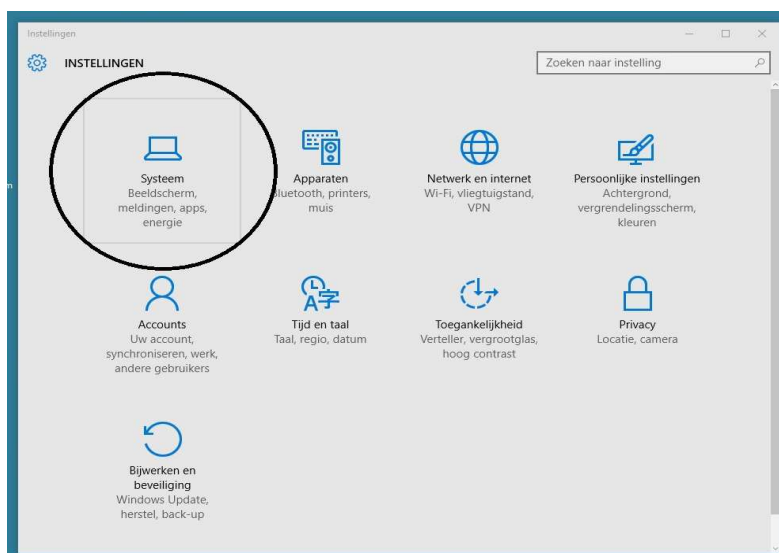 Instellingen
INSTELLINGEN
Zoeken naar instelling
Systeem
Beeldscherm,
meldingen, apps,
energie
Apparaten
Bluetooth, printers,
muis
Netwerk en internet
Wi-Fi, vliegtuigstand,
VPN
Persoonlijke instellingen
Achtergrond,
vergrendelingsscherm,
kleuren
Accounts
Uw account,
synchroniseren, werk,
andere gebruikers
Tijd en taal
Taal, regio, datum
Toegankelijkheid
Verteller, vergrootglas,
hoog contrast
Privacy
Locatie, camera
Bijwerken en
beveiliging
Windows Update,
herstel, back-up